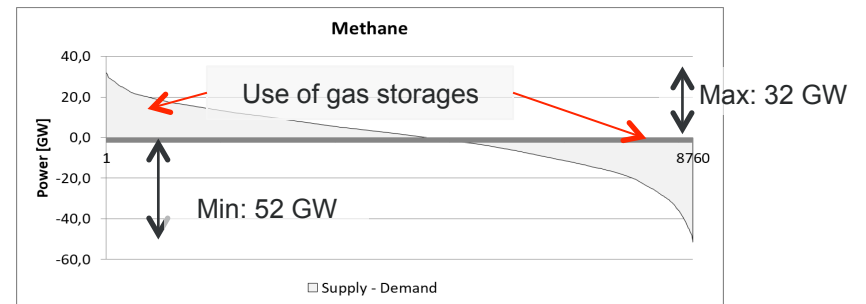 Methane
40,0
20,0
0,0
-20,0
-40,0
-60,0
Power [GW]
1
8760
Use of gas storages
Max: 32 GW
Min: 52 GW
Supply - Demand